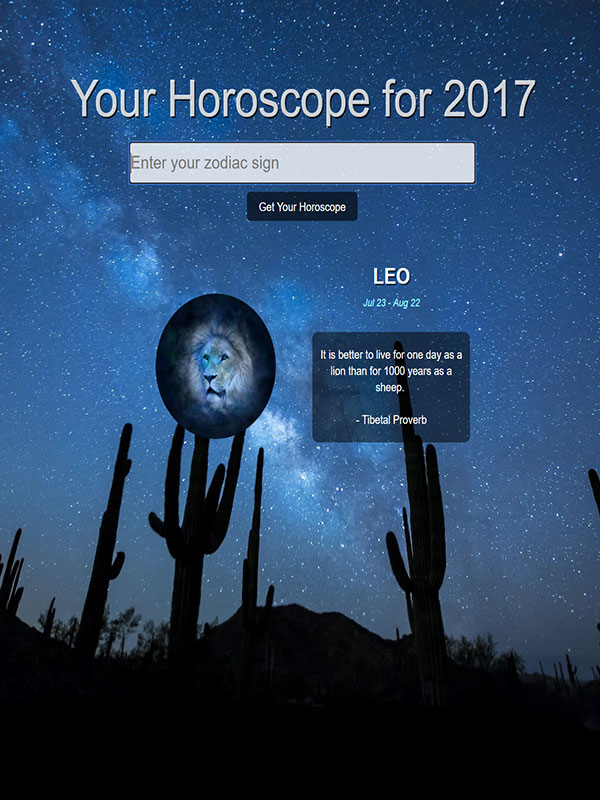 Your Horoscope for 2017
Enter your zodiac sign
Get Your Horoscope
LEO
Jul 23 - Aug 22
It is better to live for one day as a
lion than for 1000 years as a
sheep.
- Tibetal Proverb